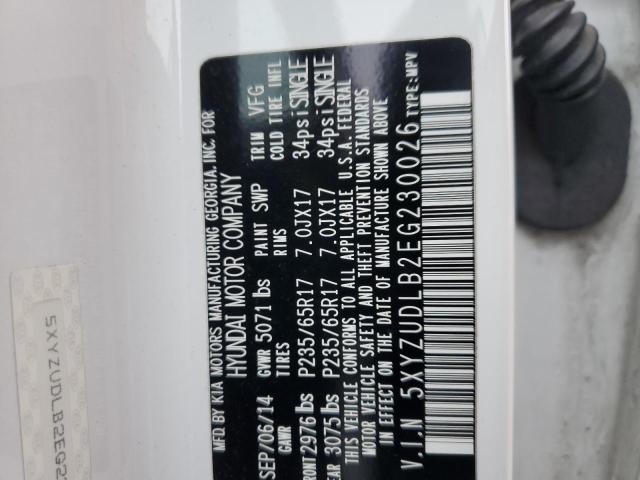 MFD. BY KIA MOTORS MANUFACTURING GEORGIA, INC. FOR
HYUNDAI MOTOR COMPANY
SEP/06/14 GVWR 5071 lbs PAINT SWP TRIM VFG
GAWR TIRES RIMS COLD TIRE INFL
FRONT 2976 lbs P235/65R17 7.0JX17 34psi SINGLE
REAR 3075 lbs P235/65R17 7.0JX17 34psi SINGLE
THIS VEHICLE CONFORMS TO ALL APPLICABLE U.S.A. FEDERAL
MOTOR VEHICLE SAFETY AND THEFT PREVENTION STANDARDS
IN EFFECT ON THE DATE OF MANUFACTURE SHOWN ABOVE
V.I.N 5XYZUDLB2EG230026 TYPE:MPV
5XYZUDLB2EG2